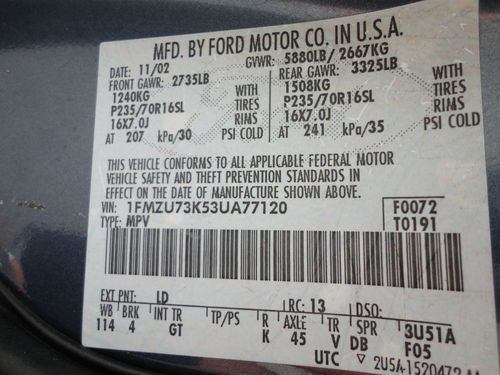 MFD. BY FORD MOTOR CO. IN U.S.A.
DATE: 11/02 GVWR: 5880LB/ 2667KG
FRONT GAWR: 2735LB REAR GAWR: 3325LB
1240KG WITH 1508KG WITH
P235/70R16SL TIRES P235/70R16SL TIRES
16X7.0J RIMS 16X7.0J RIMS
AT 207 kPa/30 PSI COLD AT 241 kPa/35 PSI COLD
THIS VEHICLE CONFORMS TO ALL APPLICABLE FEDERAL MOTOR
VEHICLE SAFETY AND THEFT PREVENTION STANDARDS IN
EFFECT ON THE DATE OF MANUFACTURE SHOWN ABOVE.
VIN: 1FMZU73K53UA77120 F0072
TYPE: MPV T0191
EXT PNT: LD RC: 13 DSO:
WB BRK INT TR TP/PS R AXLE TR SPR 3U51A
114 4 GT K 45 V DB F05
UTC ▽ 2U5A-1520472-AA